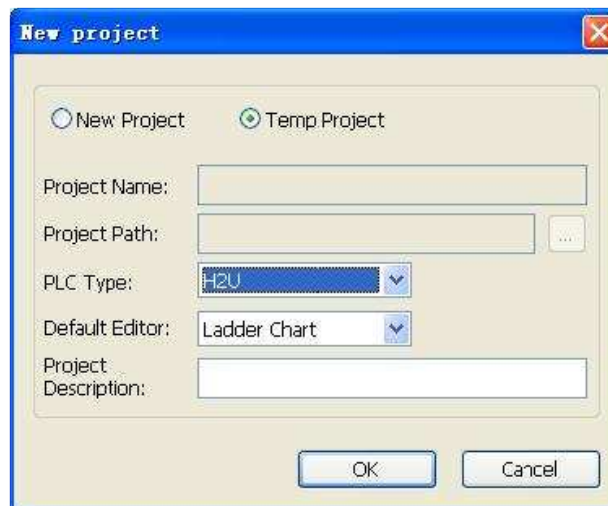 New project
New Project Temp Project
Project Name:
Project Path: ...
PLC Type: H2U
Default Editor: Ladder Chart
Project
Description:
OK Cancel